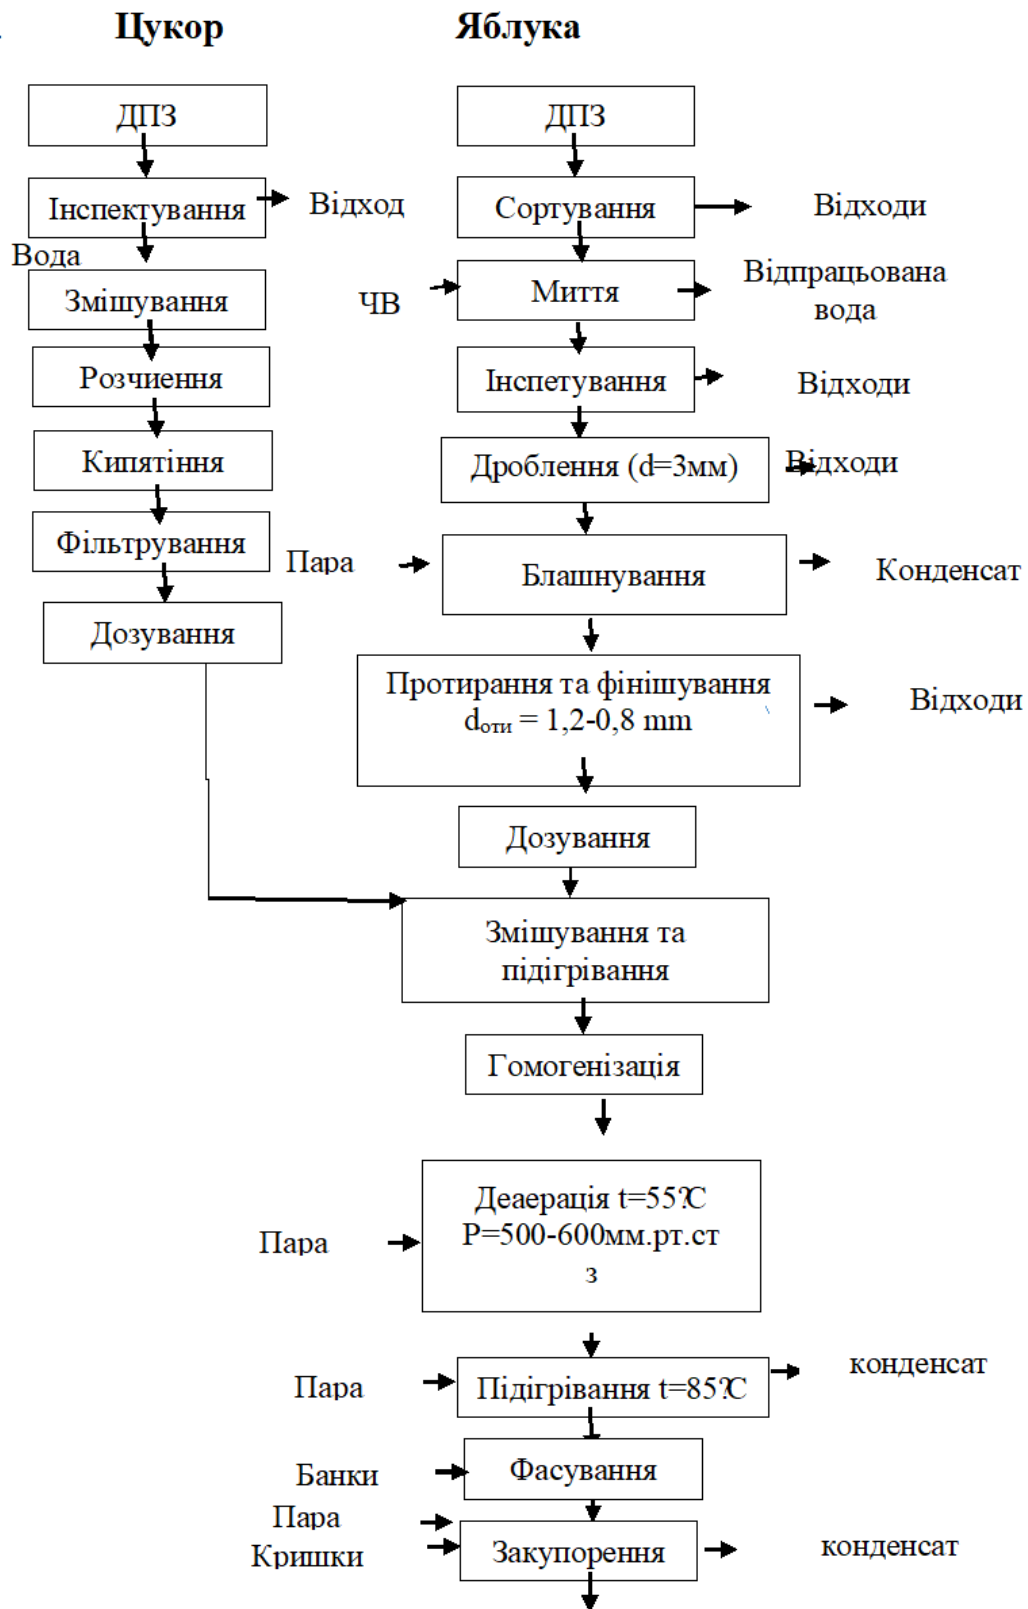 Цукор
Яблука
ДПЗ
ДПЗ
Інспектування
Відход
Сортування
Відходи
Вода
Змішування
ЧВ
Миття
Відпрацьована
вода
Розчиення
Інспетування
Відходи
Кипятіння
Дроблення (d=3мм)
Відходи
Фільтрування
Пара
Блашнування
Конденсат
Дозування
Протирання та фінішування
dоти = 1,2-0,8 mm
Відходи
Дозування
Змішування та
підігрівання
Гомогенізація
Деаерація t=55?С
Р=500-600мм.рт.ст
з
Пара
Пара
Підігрівання t=85?С
конденсат
Банки
Фасування
Пара
Кришки
Закупорення
конденсат